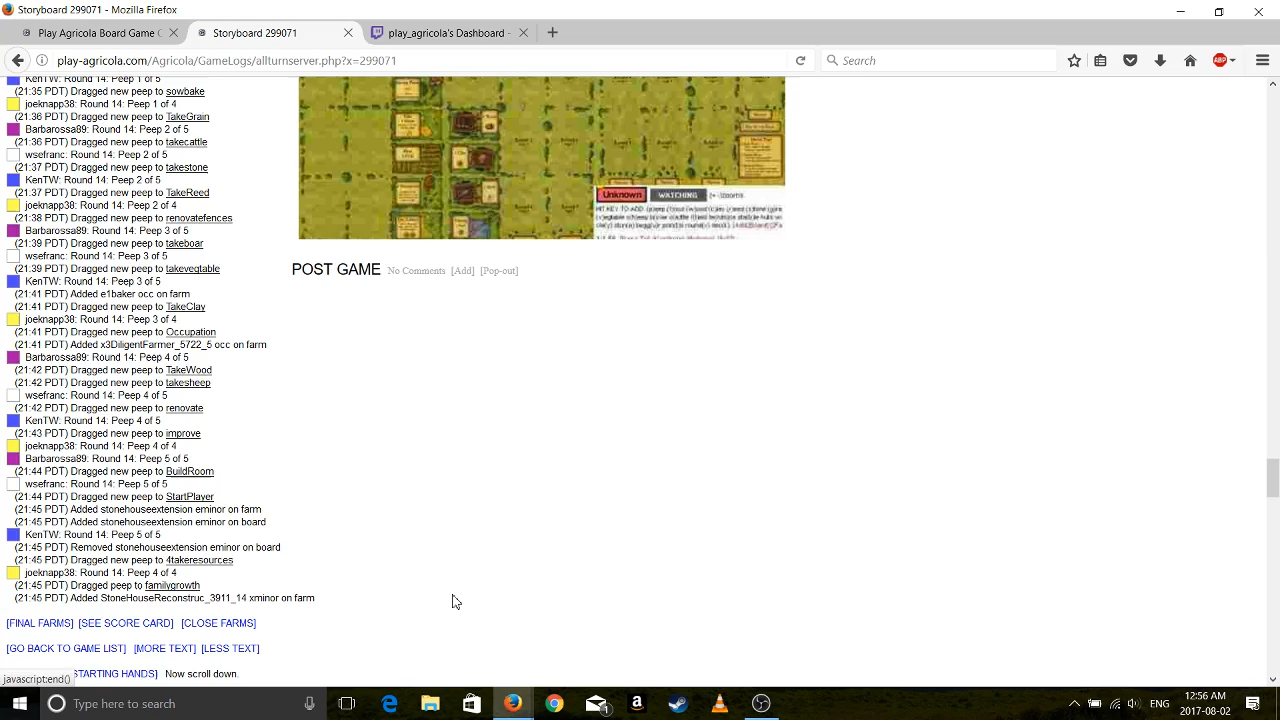 Storyboard 299071 - Mozilla Firefox
Play Agricola Board Game C
Storyboard 299071
play_agricola's Dashboard -
play-agricola.com/Agricola/GameLogs/allturnserver.php?x=299071
Search
ABP
KenTW: Round 14: Peep 1 of 5
(21:35 PDT) Dragged new peep to sowbake
joeknapp38: Round 14: Peep 1 of 4
(21:36 PDT) Dragged new peep to TakeGrain
Barbarossa89: Round 14: Peep 2 of 5
(21:36 PDT) Dragged new peep to takecattle
wsefranc: Round 14: Peep 2 of 5
(21:37 PDT) Dragged new peep to takestone
KenTW: Round 14: Peep 2 of 5
(21:37 PDT) Dragged new peep to TakeReed
joeknapp38: Round 14: Peep 2 of 4
(21:38 PDT) Dragged new peep to renovatefences
Barbarossa89: Round 14: Peep 3 of 5
(21:39 PDT) Dragged new peep to takeboar
wsefranc: Round 14: Peep 3 of 5
(21:39 PDT) Dragged new peep to takevegtable
KenTW: Round 14: Peep 3 of 5
(21:41 PDT) Added e1baker occ on farm
(21:41 PDT) Dragged new peep to TakeClay
joeknapp38: Round 14: Peep 3 of 4
(21:41 PDT) Dragged new peep to Occupation
(21:41 PDT) Added x3DiligentFarmer_5722_5 occ on farm
Barbarossa89: Round 14: Peep 4 of 5
(21:42 PDT) Dragged new peep to TakeWood
(21:42 PDT) Dragged new peep to takesheep
wsefranc: Round 14: Peep 4 of 5
(21:42 PDT) Dragged new peep to renovate
KenTW: Round 14: Peep 4 of 5
(21:43 PDT) Dragged new peep to improve
joeknapp38: Round 14: Peep 4 of 4
Barbarossa89: Round 14: Peep 5 of 5
(21:44 PDT) Dragged new peep to BuildRoom
wsefranc: Round 14: Peep 5 of 5
(21:44 PDT) Dragged new peep to StartPlayer
(21:45 PDT) Added stonehouseextension eminor on farm
(21:45 PDT) Added stonehouseextension eminor on board
KenTW: Round 14: Peep 5 of 5
(21:45 PDT) Removed stonehouseextension eminor on board
(21:45 PDT) Dragged new peep to 4takeresources
joeknapp38: Round 14: Peep 4 of 4
(21:45 PDT) Dragged peep to familygrowth
(21:45 PDT) Added StoneHouseReconstruc_3911_14 xminor on farm
[FINAL FARMS] [SEE SCORE CARD] [CLOSE FARMS]
[GO BACK TO GAME LIST] [MORE TEXT] [LESS TEXT]
STARTING HANDS] Now scroll down.
javascript:end()
Unknown WATCHING
POST GAME No Comments [Add] [Pop-out]
Type here to search
ENG
12:56 AM
2017-08-02